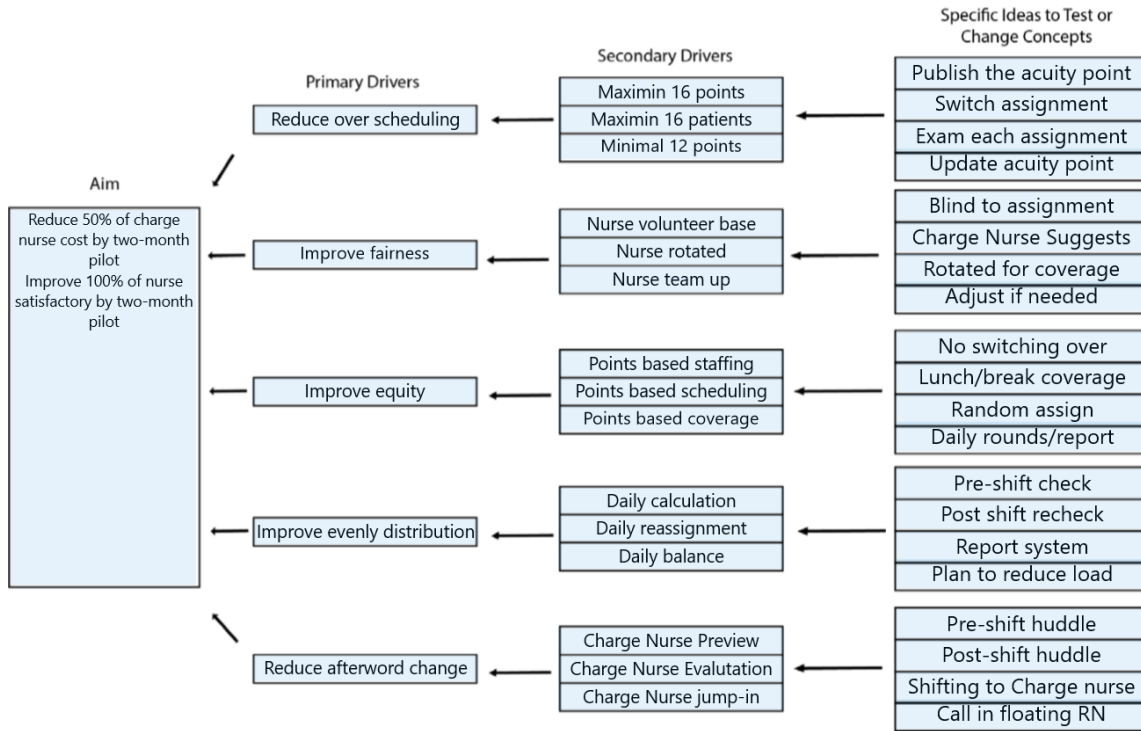 Aim
Reduce 50% of charge
nurse cost by two-month
pilot
Improve 100% of nurse
satisfactory by two-month
pilot
Primary Drivers
Reduce over scheduling
Improve fairness
Improve equity
Improve evenly distribution
Reduce afterword change
Secondary Drivers
Maximin 16 points
Maximin 16 patients
Minimal 12 points
Nurse volunteer base
Nurse rotated
Nurse team up
Points based staffing
Points based scheduling
Points based coverage
Daily calculation
Daily reassignment
Daily balance
Charge Nurse Preview
Charge Nurse Evalutation
Charge Nurse jump-in
Specific Ideas to Test or
Change Concepts
Publish the acuity point
Switch assignment
Exam each assignment
Update acuity point
Blind to assignment
Charge Nurse Suggests
Rotated for coverage
Adjust if needed
No switching over
Lunch/break coverage
Random assign
Daily rounds/report
Pre-shift check
Post shift recheck
Report system
Plan to reduce load
Pre-shift huddle
Post-shift huddle
Shifting to Charge nurse
Call in floating RN